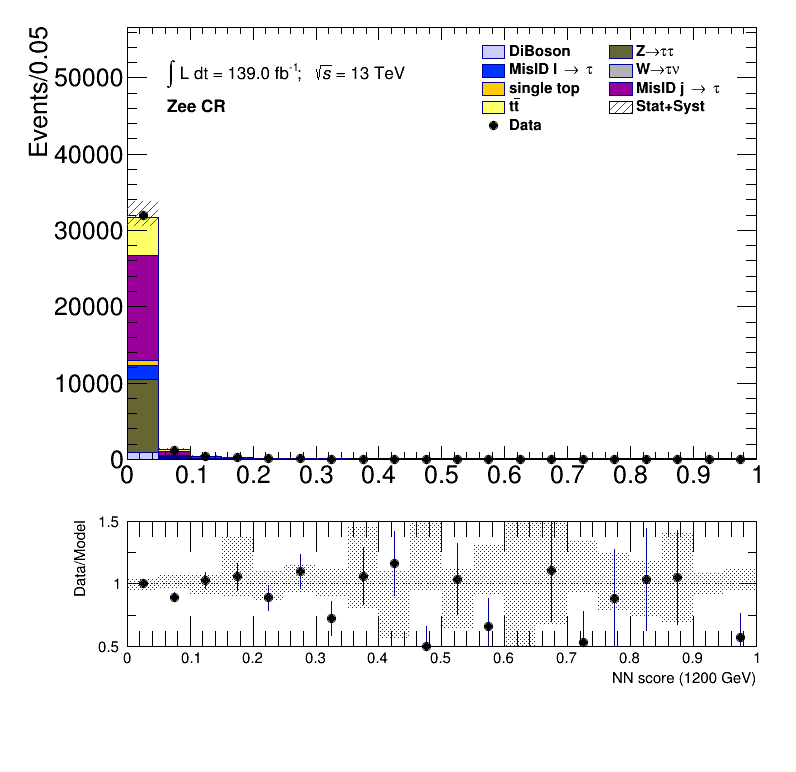 Events/0.05
50000
40000
30000
20000
10000
0
∫ L dt = 139.0 fb⁻¹; √s = 13 TeV
Zee CR
DiBoson
MisID l → τ
single top
tt̄
Data
Z→ττ
W→τν
MisID j → τ
Stat+Syst
0 0.1 0.2 0.3 0.4 0.5 0.6 0.7 0.8 0.9 1
Data/Model
1.5
1
0.5
0 0.1 0.2 0.3 0.4 0.5 0.6 0.7 0.8 0.9 1
NN score (1200 GeV)